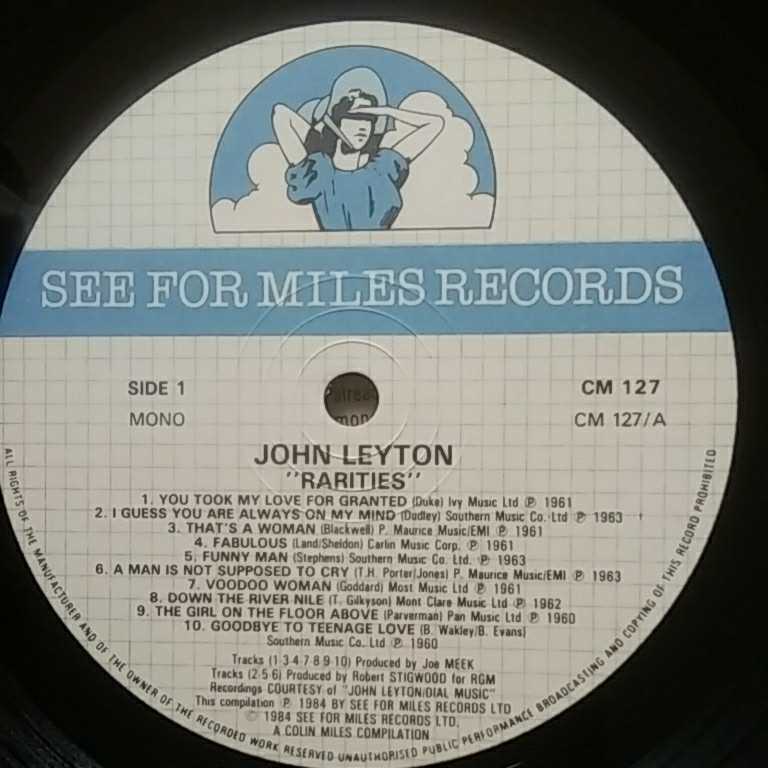 SEE FOR MILES RECORDS
SIDE 1
CM 127
MONO
CM 127/A
JOHN LEYTON
"RARITIES"
1. YOU TOOK MY LOVE FOR GRANTED (Duke) Ivy Music Ltd ℗ 1961
2. I GUESS YOU ARE ALWAYS ON MY MIND (Dudley) Southern Music Co. Ltd ℗ 1963
3. THAT'S A WOMAN (Blackwell) P. Maurice Music/EMI ℗ 1961
4. FABULOUS (Land/Sheldon) Carlin Music Corp. ℗ 1961
5. FUNNY MAN (Stephens) Southern Music Co. Ltd. ℗ 1963
6. A MAN IS NOT SUPPOSED TO CRY (T.H. Porter/Jones) P. Maurice Music/EMI ℗ 1963
7. VOODOO WOMAN (Goddard) Most Music Ltd ℗ 1961
8. DOWN THE RIVER NILE (T. Gilkyson) Mont Clare Music Ltd ℗ 1962
9. THE GIRL ON THE FLOOR ABOVE (Parverman) Pan Music Ltd ℗ 1960
10. GOODBYE TO TEENAGE LOVE (B. Wakley/B. Evans)
Southern Music Co. Ltd ℗ 1960
Tracks (1·3·4·7·8·9·10) Produced by Joe MEEK
Tracks (2·5·6) Produced by Robert STIGWOOD for RGM
Recordings COURTESY of "JOHN LEYTON/DIAL MUSIC"
This compilation ℗ 1984 BY SEE FOR MILES RECORDS LTD
© 1984 SEE FOR MILES RECORDS LTD.
A COLIN MILES COMPILATION
ALL RIGHTS OF THE MANUFACTURER AND OF THE OWNER OF THE RECORDED WORK RESERVED UNAUTHORISED PUBLIC PERFORMANCE BROADCASTING AND COPYING OF THIS RECORD PROHIBITED